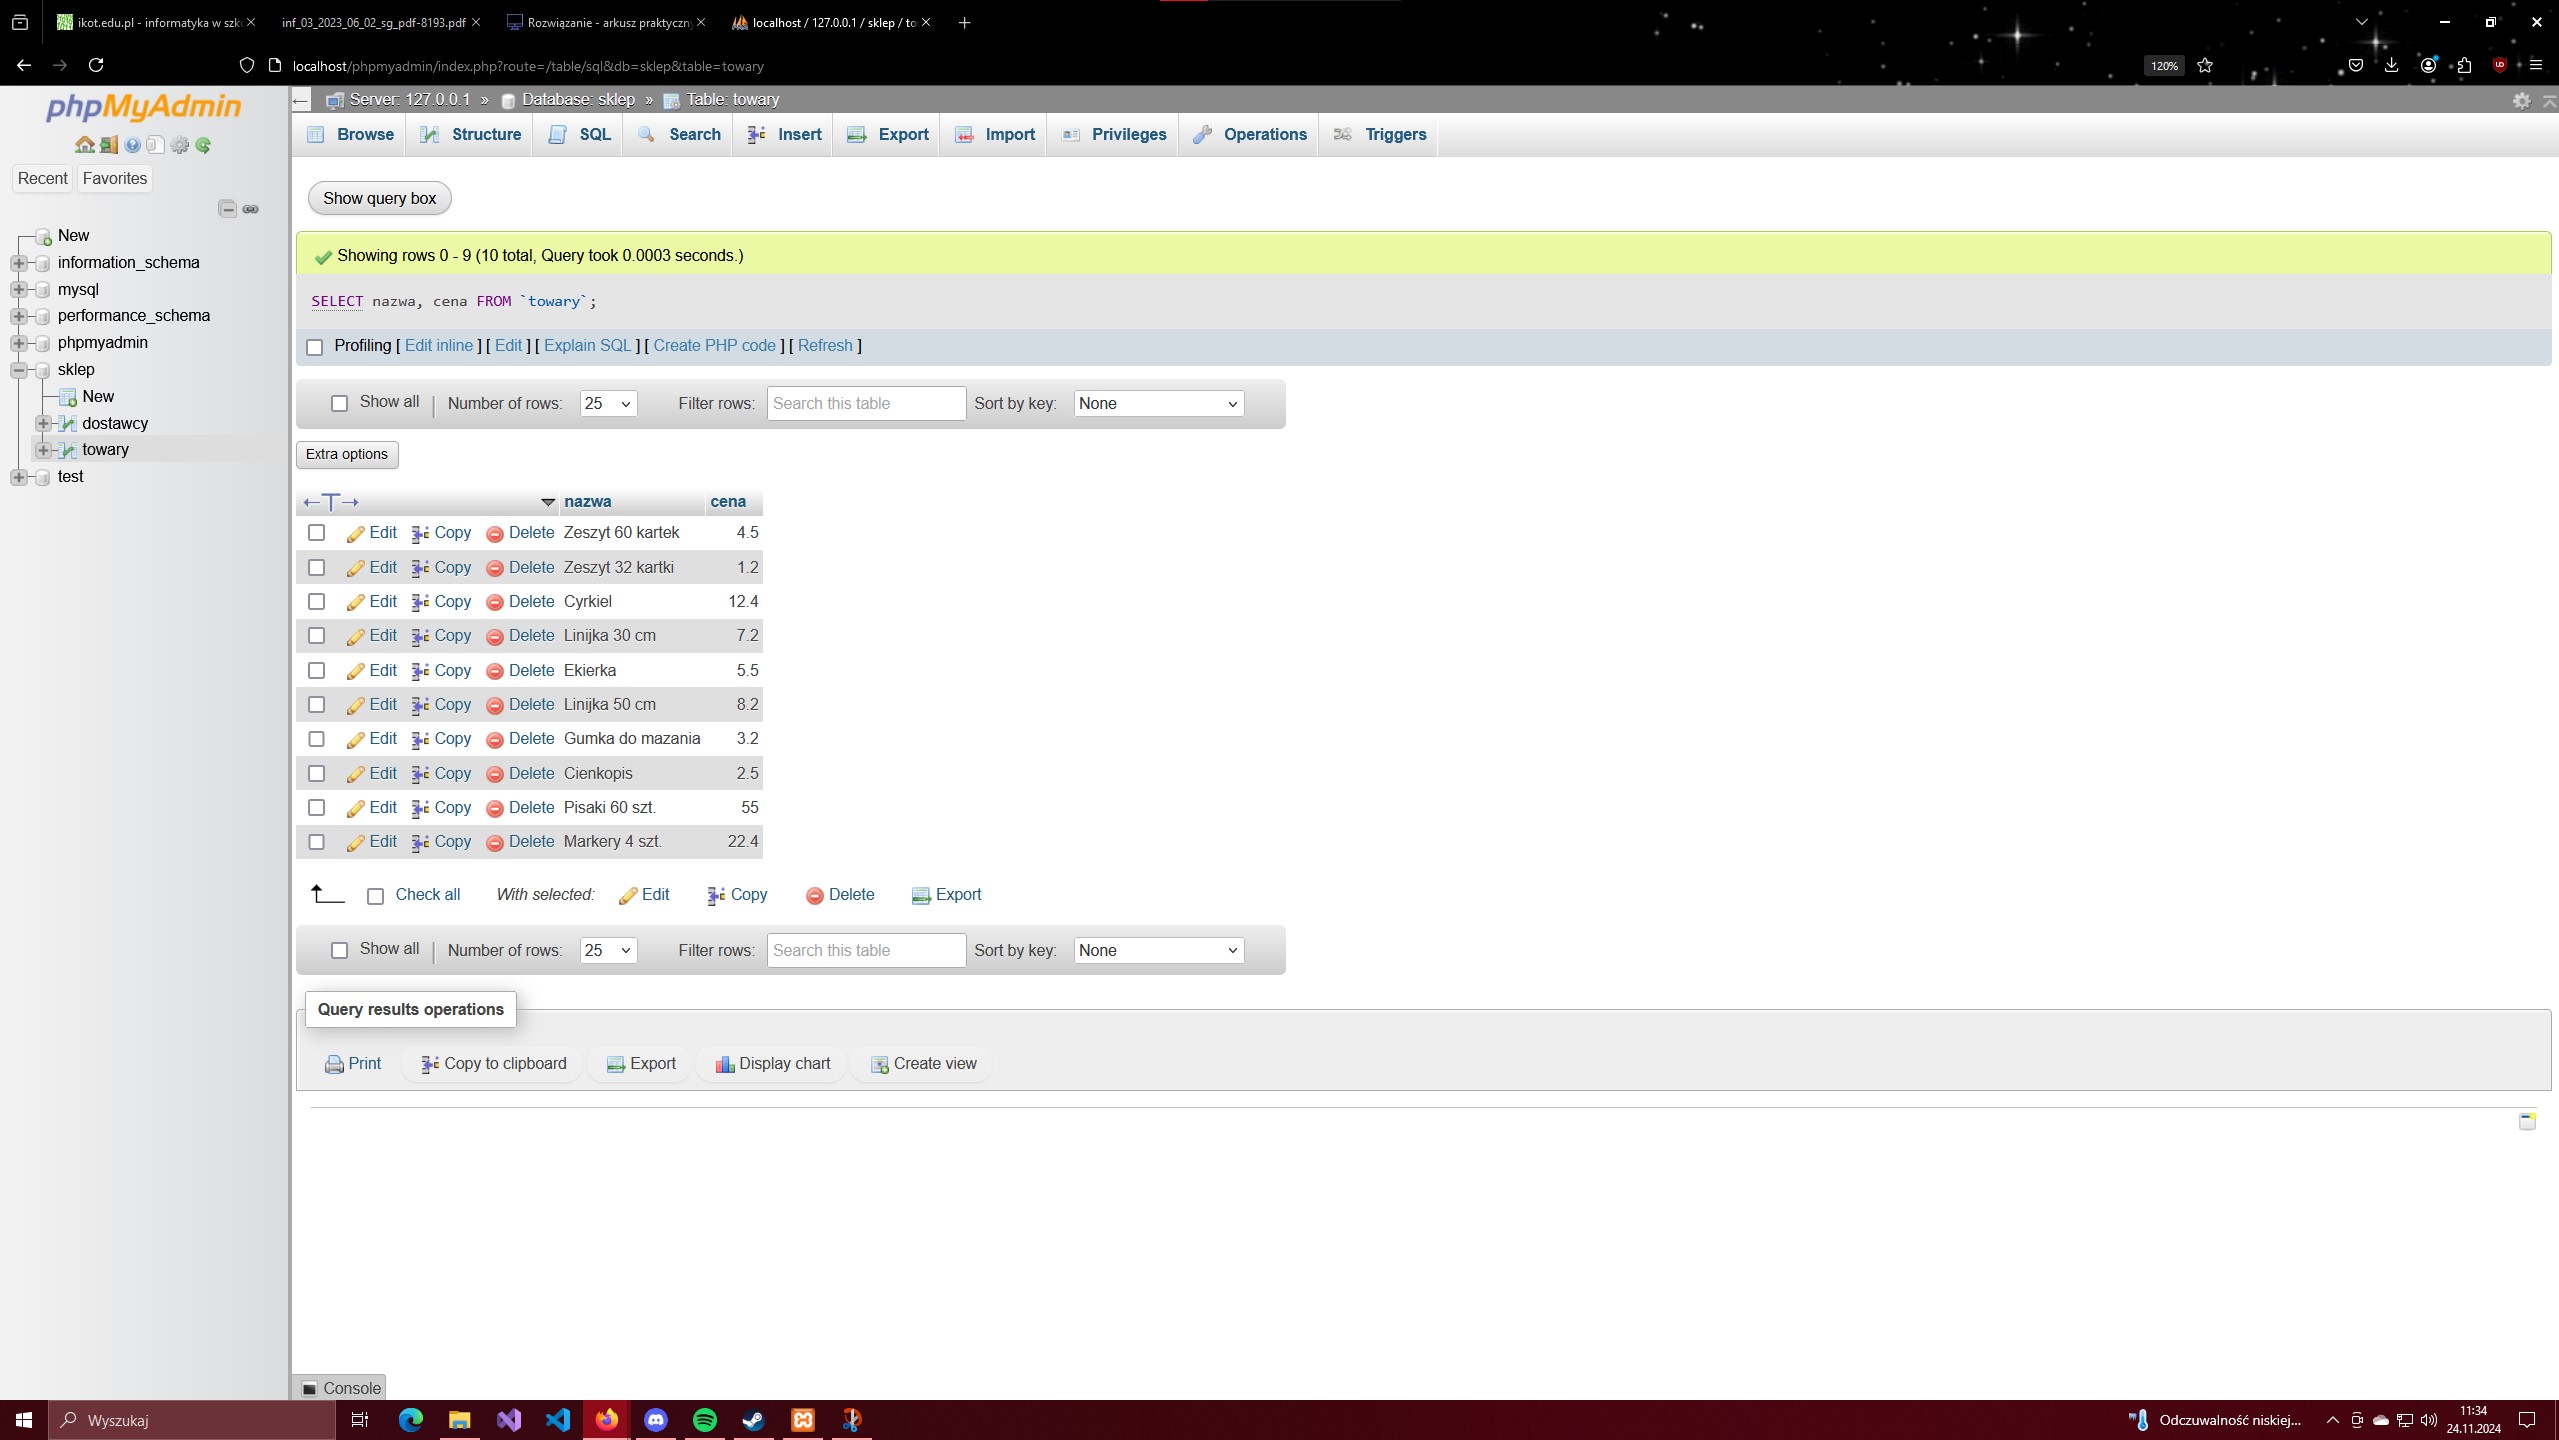 ikot.edu.pl - informatyka w szk
inf_03_2023_06_02_sg_pdf-8193.pdf
Rozwiązanie - arkusz praktyczn
localhost / 127.0.0.1 / sklep / to
localhost/phpmyadmin/index.php?route=/table/sql&db=sklep&table=towary
120%
phpMyAdmin
Recent Favorites
New
information_schema
mysql
performance_schema
phpmyadmin
sklep
New
dostawcy
towary
test
Server: 127.0.0.1 » Database: sklep » Table: towary
Browse Structure SQL Search Insert Export Import Privileges Operations Triggers
Show query box
Showing rows 0 - 9 (10 total, Query took 0.0003 seconds.)
SELECT nazwa, cena FROM `towary`;
Profiling [ Edit inline ] [ Edit ] [ Explain SQL ] [ Create PHP code ] [ Refresh ]
Show all | Number of rows: 25 Filter rows: Search this table Sort by key: None
Extra options
nazwa cena
Edit Copy Delete Zeszyt 60 kartek 4.5
Edit Copy Delete Zeszyt 32 kartki 1.2
Edit Copy Delete Cyrkiel 12.4
Edit Copy Delete Linijka 30 cm 7.2
Edit Copy Delete Ekierka 5.5
Edit Copy Delete Linijka 50 cm 8.2
Edit Copy Delete Gumka do mazania 3.2
Edit Copy Delete Cienkopis 2.5
Edit Copy Delete Pisaki 60 szt. 55
Edit Copy Delete Markery 4 szt. 22.4
Check all With selected: Edit Copy Delete Export
Show all | Number of rows: 25 Filter rows: Search this table Sort by key: None
Query results operations
Print Copy to clipboard Export Display chart Create view
Console
Wyszukaj
Odczuwalność niskiej...
11:34
24.11.2024